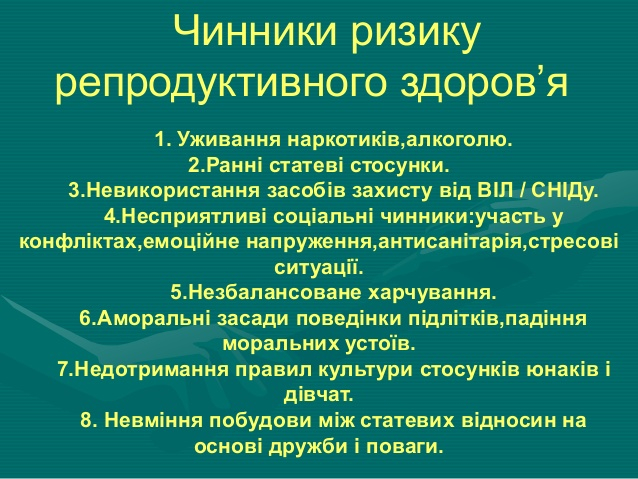 Чинники ризику
репродуктивного здоров’я
1. Уживання наркотиків,алкоголю.
2.Ранні статеві стосунки.
3.Невикористання засобів захисту від ВІЛ / СНІДу.
4.Несприятливі соціальні чинники:участь у
конфліктах,емоційне напруження,антисанітарія,стресові
ситуації.
5.Незбалансоване харчування.
6.Аморальні засади поведінки підлітків,падіння
моральних устоїв.
7.Недотримання правил культури стосунків юнаків і
дівчат.
8. Невміння побудови між статевих відносин на
основі дружби і поваги.